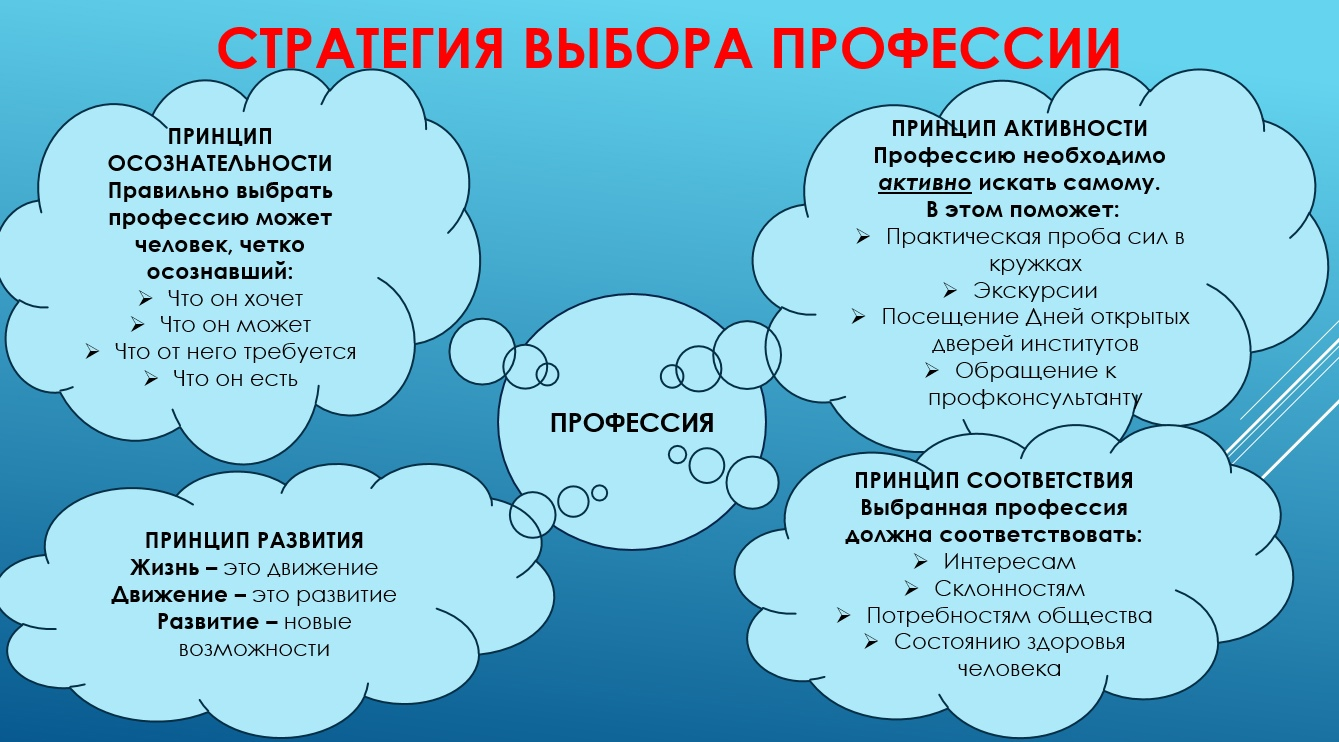 СТРАТЕГИЯ ВЫБОРА ПРОФЕССИИ
ПРИНЦИП
ОСОЗНАТЕЛЬНОСТИ
Правильно выбрать
профессию может
человек, четко
осознавший:
➢ Что он хочет
➢ Что он может
➢ Что от него требуется
➢ Что он есть
ПРИНЦИП АКТИВНОСТИ
Профессию необходимо
активно искать самому.
В этом поможет:
➢ Практическая проба сил в
кружках
➢ Экскурсии
➢ Посещение Дней открытых
дверей институтов
➢ Обращение к
профконсультанту
ПРОФЕССИЯ
ПРИНЦИП РАЗВИТИЯ
Жизнь – это движение
Движение – это развитие
Развитие – новые
возможности
ПРИНЦИП СООТВЕТСТВИЯ
Выбранная профессия
должна соответствовать:
➢ Интересам
➢ Склонностям
➢ Потребностям общества
➢ Состоянию здоровья
человека